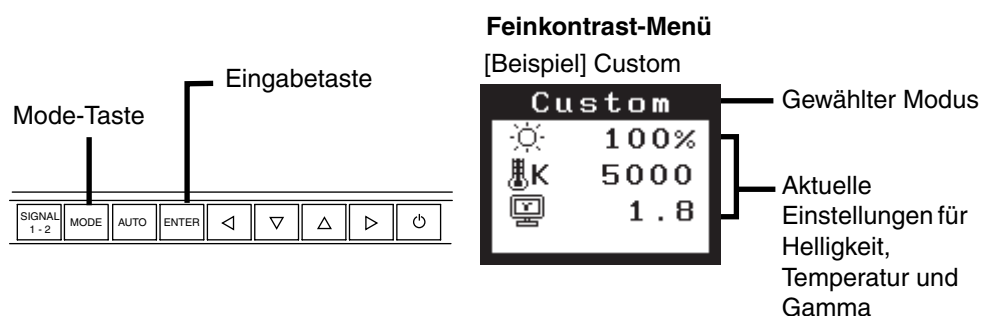 Feinkontrast-Menü
[Beispiel] Custom
Eingabetaste
Mode-Taste
SIGNAL
1 - 2
MODE
AUTO
ENTER
Custom
100%
K 5000
1.8
Gewählter Modus
Aktuelle
Einstellungen für
Helligkeit,
Temperatur und
Gamma